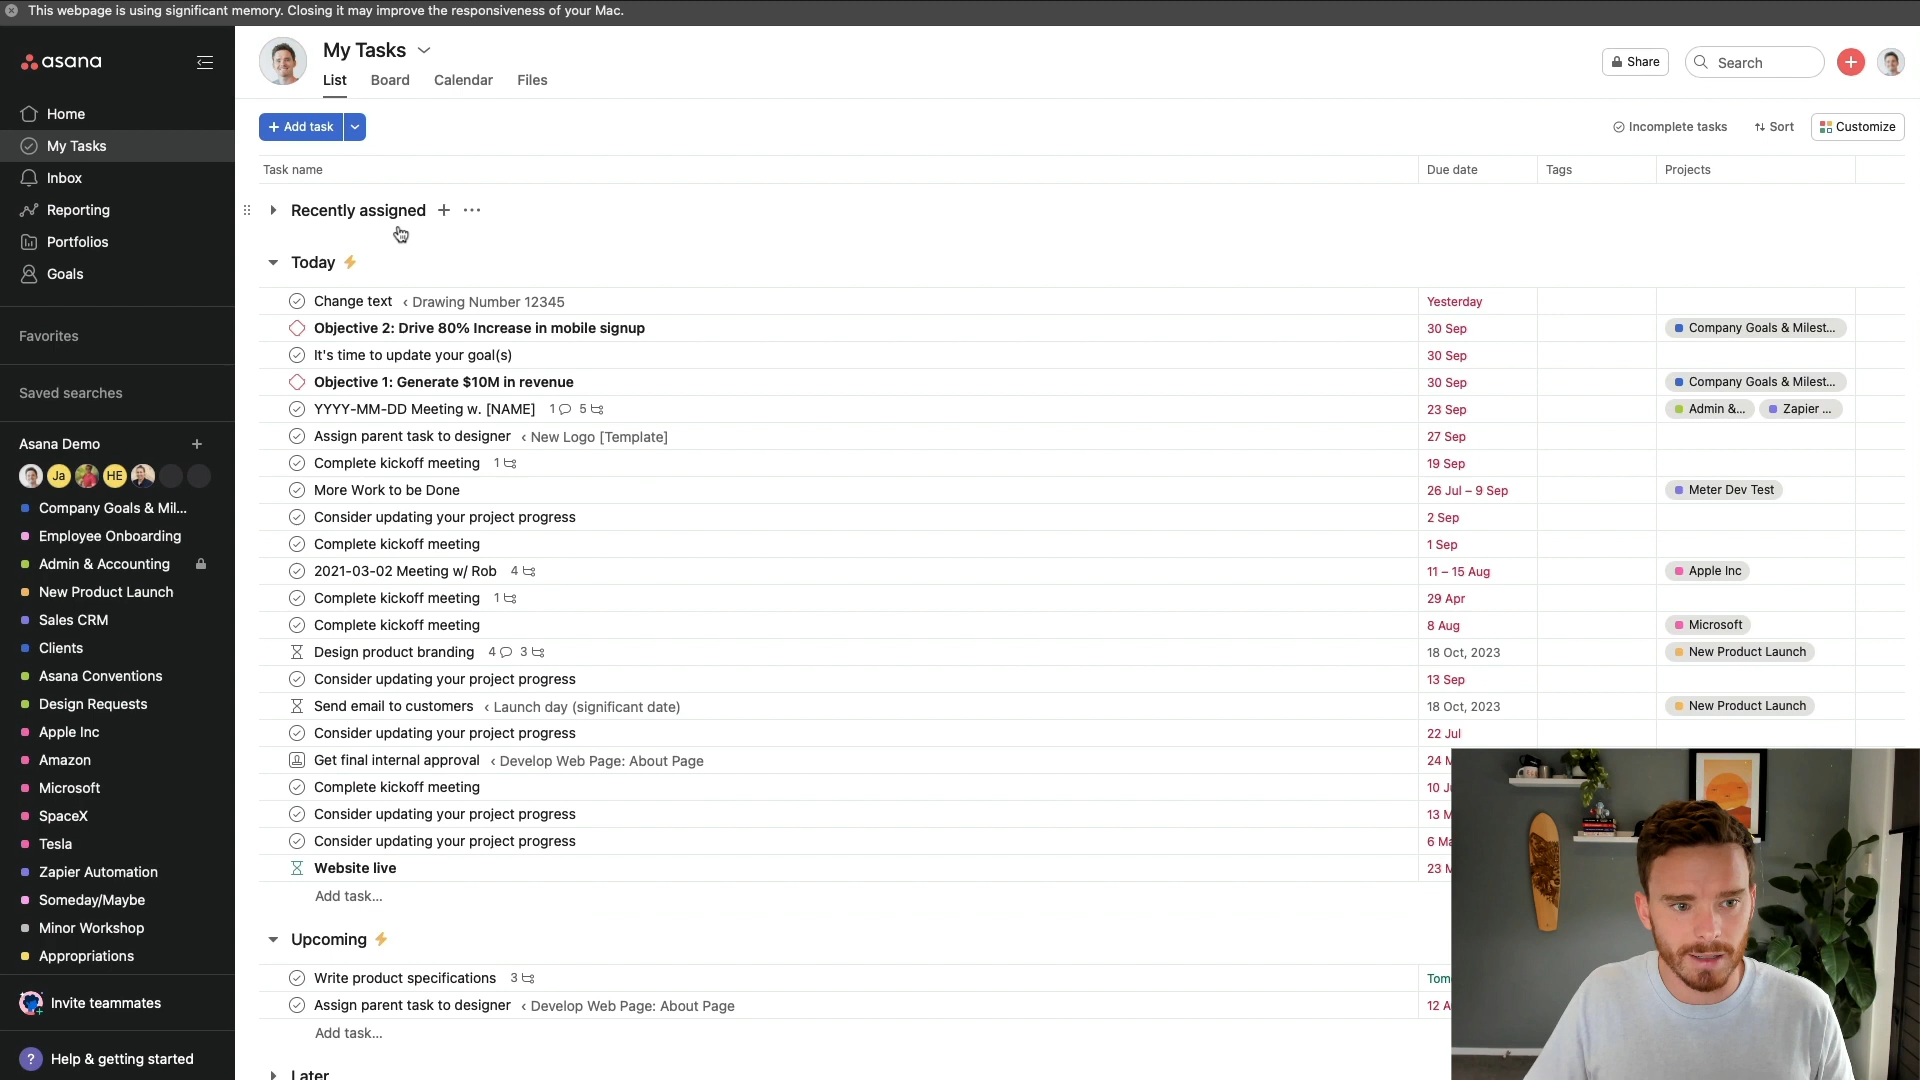 This webpage is using significant memory. Closing it may improve the responsiveness of your Mac.
asana
Home
My Tasks
Inbox
Reporting
Portfolios
Goals
Favorites
Saved searches
Asana Demo
Ja
HE
Company Goals & Mil...
Employee Onboarding
Admin & Accounting
New Product Launch
Sales CRM
Clients
Asana Conventions
Design Requests
Apple Inc
Amazon
Microsoft
SpaceX
Tesla
Zapier Automation
Someday/Maybe
Minor Workshop
Appropriations
Invite teammates
? Help & getting started
My Tasks
List Board Calendar Files
Share
Search
+ Add task
Incomplete tasks
Sort
Customize
Task name Due date Tags Projects
Recently assigned + ...
Today
Change text ‹ Drawing Number 12345 Yesterday
Objective 2: Drive 80% Increase in mobile signup 30 Sep Company Goals & Milest...
It's time to update your goal(s) 30 Sep
Objective 1: Generate $10M in revenue 30 Sep Company Goals & Milest...
YYYY-MM-DD Meeting w. [NAME] 1 5 23 Sep Admin &... Zapier ...
Assign parent task to designer ‹ New Logo [Template] 27 Sep
Complete kickoff meeting 1 19 Sep
More Work to be Done 26 Jul – 9 Sep Meter Dev Test
Consider updating your project progress 2 Sep
Complete kickoff meeting 1 Sep
2021-03-02 Meeting w/ Rob 4 11 – 15 Aug Apple Inc
Complete kickoff meeting 1 29 Apr
Complete kickoff meeting 8 Aug Microsoft
Design product branding 4 3 18 Oct, 2023 New Product Launch
Consider updating your project progress 13 Sep
Send email to customers ‹ Launch day (significant date) 18 Oct, 2023 New Product Launch
Consider updating your project progress 22 Jul
Get final internal approval ‹ Develop Web Page: About Page 24
Complete kickoff meeting 10
Consider updating your project progress 13
Consider updating your project progress 6
Website live 23
Add task...
Upcoming
Write product specifications 3
Assign parent task to designer ‹ Develop Web Page: About Page 12
Add task...
Later